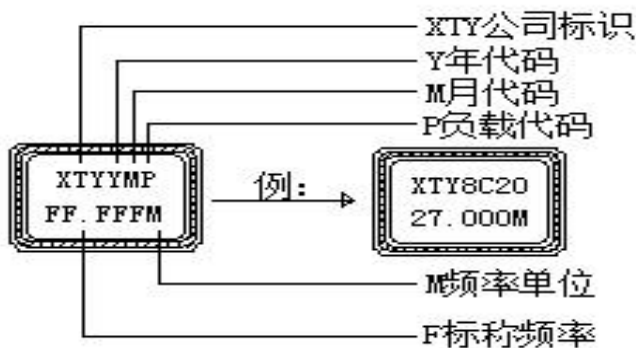 XTY公司标识
Y年代码
M月代码
P负载代码
XTYYMP
FF.FFFM
例：
XTY8C20
27.000M
M频率单位
F标称频率